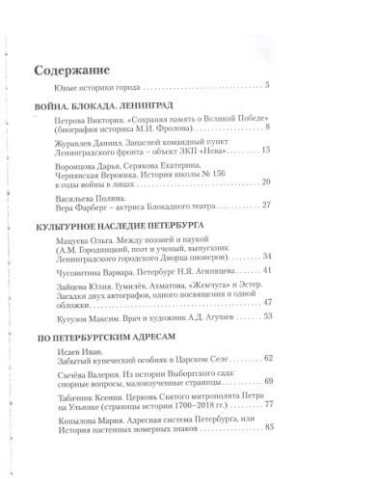 Содержание
Юные историки города 5
ВОЙНА. БЛОКАДА. ЛЕНИНГРАД
Петрова Виктория. «Сохраняя память о Великой Победе»
(биография историка М.И. Фролова) 8
Журавлев Даниил. Запасной командный пункт
Ленинградского фронта – объект ЗКП «Нева» 15
Воронцова Дарья, Серякова Екатерина,
Чернявская Вероника. История школы № 156
в годы войны в лицах 20
Васильева Полина.
Вера Фарберг – актриса Блокадного театра 27
КУЛЬТУРНОЕ НАСЛЕДИЕ ПЕТЕРБУРГА
Мацуева Ольга. Между поэзией и наукой
(А.М. Городницкий, поэт и ученый, выпускник
Ленинградского городского Дворца пионеров) 34
Чусовитина Варвара. Петербург Н.Я. Агнивцева 41
Зайцева Юлия. Гумилёв, Ахматова, «Жемчуга» и Эстер.
Загадки двух автографов, одного посвящения и одной
обложки 47
Кутузов Максим. Врач и художник А.Д. Агушев 53
ПО ПЕТЕРБУРГСКИМ АДРЕСАМ
Исаев Иван.
Забытый купеческий особняк в Царском Селе 62
Сычёва Валерия. Из истории Выборгского сада:
спорные вопросы, малоизученные страницы 69
Табачник Ксения. Церковь Святого митрополита Петра
на Ульянке (страницы истории 1700–2018 гг.) 77
Копылова Мария. Адресная система Петербурга, или
История настенных номерных знаков 85